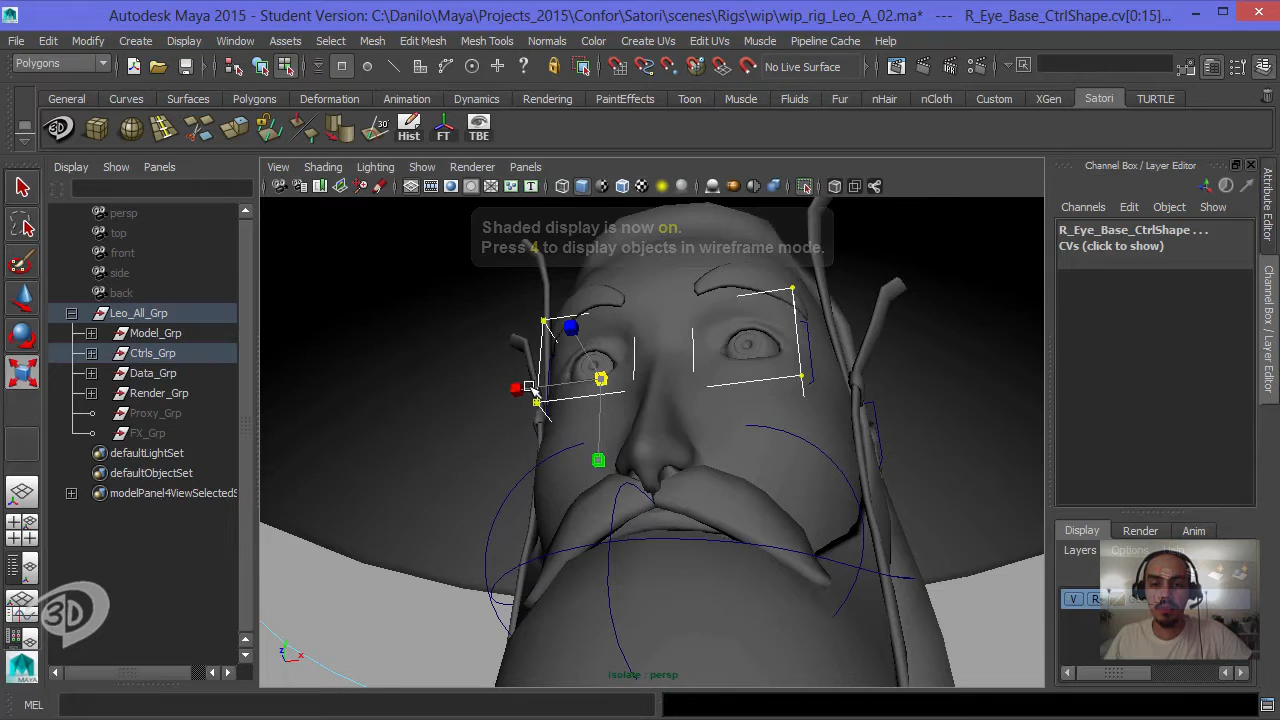 Autodesk Maya 2015 - Student Version: C:\Danilo\Maya\Projects_2015\Confor\Satori\scenes\Rigs\wip\wip_rig_Leo_A_02.ma* --- R_Eye_Base_CtrlShape.cv[0:15]...
File Edit Modify Create Display Window Assets Select Mesh Edit Mesh Mesh Tools Normals Color Create UVs Edit UVs Muscle Pipeline Cache Help
Polygons
No Live Surface
General Curves Surfaces Polygons Deformation Animation Dynamics Rendering PaintEffects Toon Muscle Fluids Fur nHair nCloth Custom XGen Satori TURTLE
30 Hist FT TBE
Display Show Panels
View Shading Lighting Show Renderer Panels
Channel Box / Layer Editor
persp
top
front
side
back
Leo_All_Grp
Model_Grp
Ctrls_Grp
Data_Grp
Render_Grp
Proxy_Grp
FX_Grp
defaultLightSet
defaultObjectSet
modelPanel4ViewSelectedS
Shaded display is now on.
Press 4 to display objects in wireframe mode.
Isolate : persp
Channels Edit Object Show
R_Eye_Base_CtrlShape . . .
CVs (click to show)
Attribute Editor
Channel Box / Layer Editor
Display Render Anim
Layers Options Help
V R
3D
MAYA
MEL